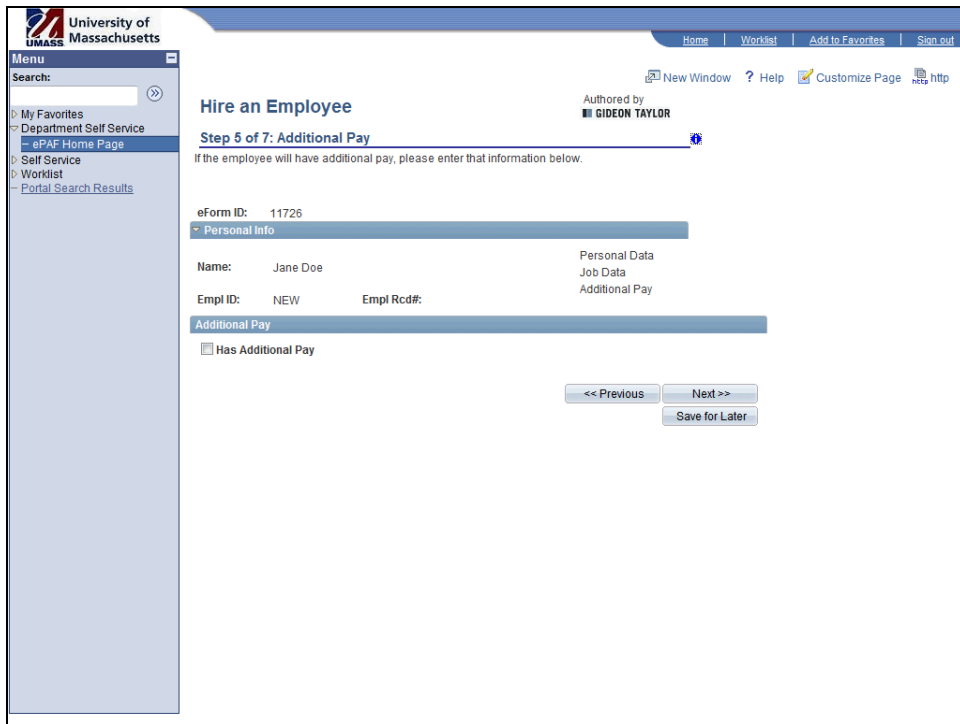 University of
UMASS Massachusetts
Home | Worklist | Add to Favorites | Sign out
Menu
Search:
My Favorites
Department Self Service
ePAF Home Page
Self Service
Worklist
Portal Search Results
New Window ? Help Customize Page http http
Hire an Employee
Authored by
GIDEON TAYLOR
Step 5 of 7: Additional Pay
If the employee will have additional pay, please enter that information below.
eForm ID: 11726
Personal Info
Personal Data
Name: Jane Doe
Job Data
Additional Pay
Empl ID: NEW Empl Rcd#:
Additional Pay
Has Additional Pay
<< Previous Next >>
Save for Later